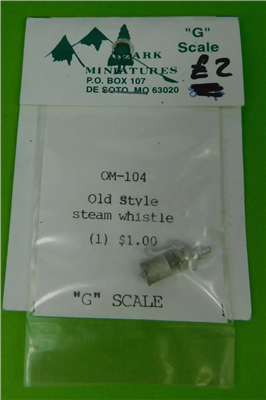 "G"
Scale
OZARK
MINIATURES
£2
P.O. BOX 107
DE SOTO, MO 63020
OM-104
Old Style
steam whistle
(1) $1.00
"G" SCALE